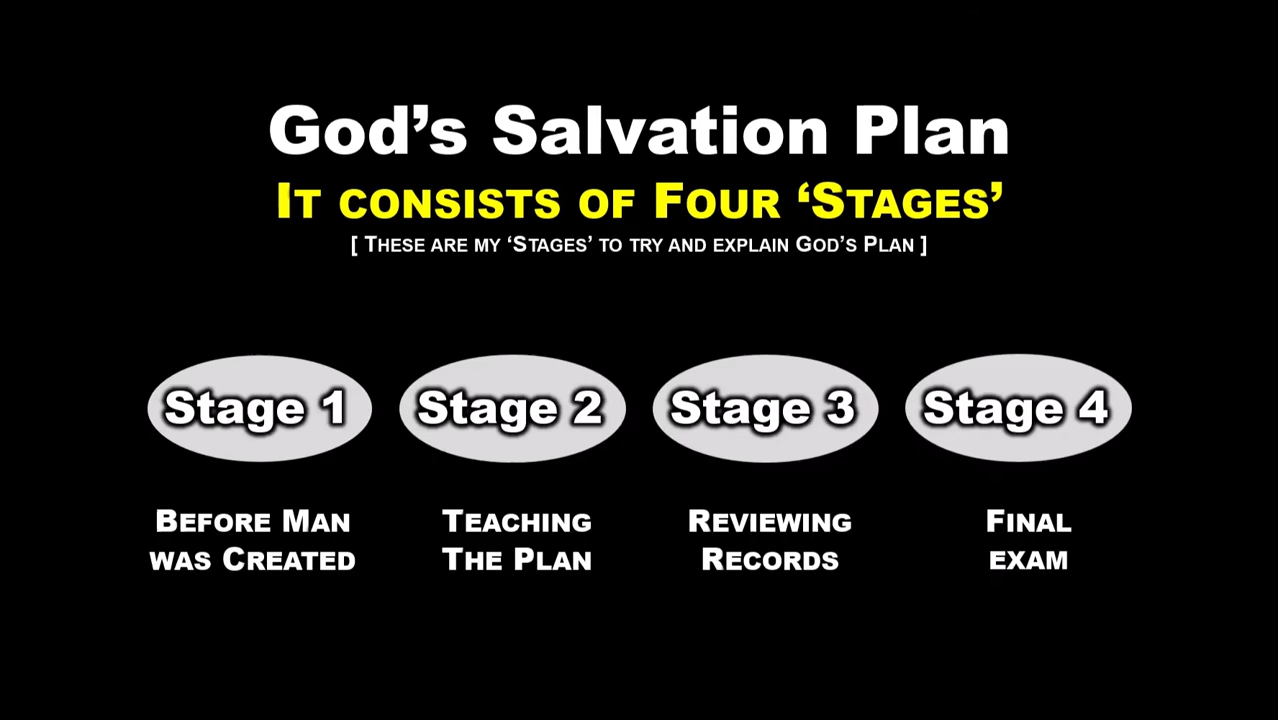 God’s Salvation Plan
It consists of Four ‘Stages’
[ These are my ‘Stages’ to try and explain God’s Plan ]
Stage 1 Stage 2 Stage 3 Stage 4
Before Man Teaching Reviewing Final
was Created The Plan Records exam